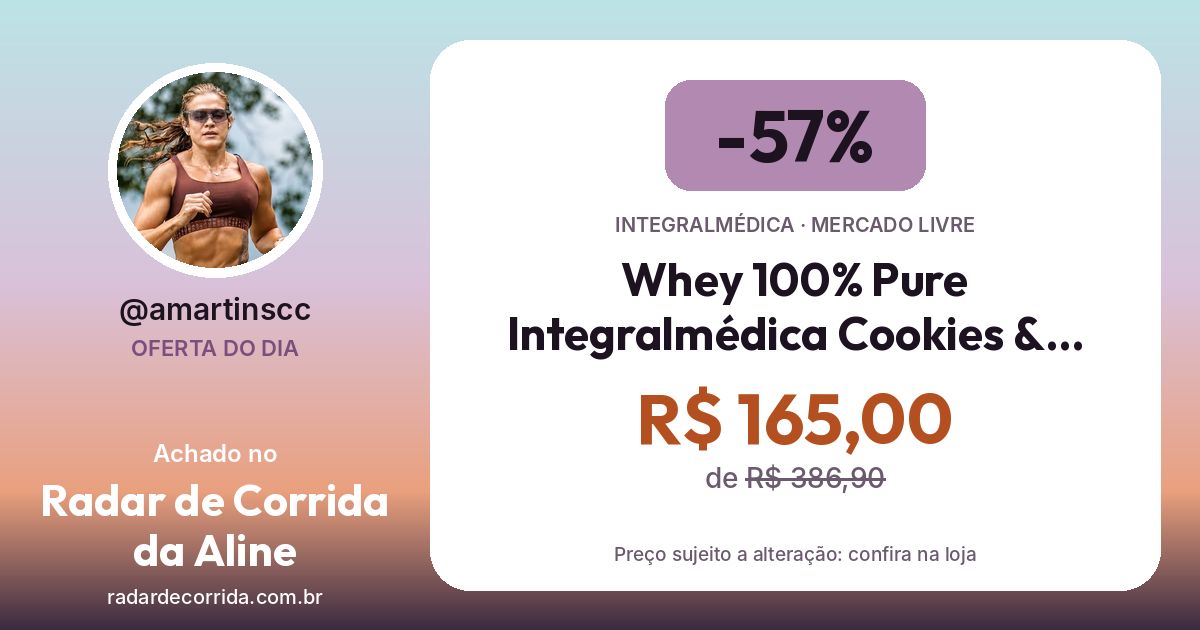 @amartinscc
OFERTA DO DIA
Achado no
Radar de Corrida
da Aline
radardecorrida.com.br
-57%
INTEGRALMÉDICA · MERCADO LIVRE
Whey 100% Pure
Integralmédica Cookies &...
R$ 165,00
de R$ 386,90
Preço sujeito a alteração: confira na loja